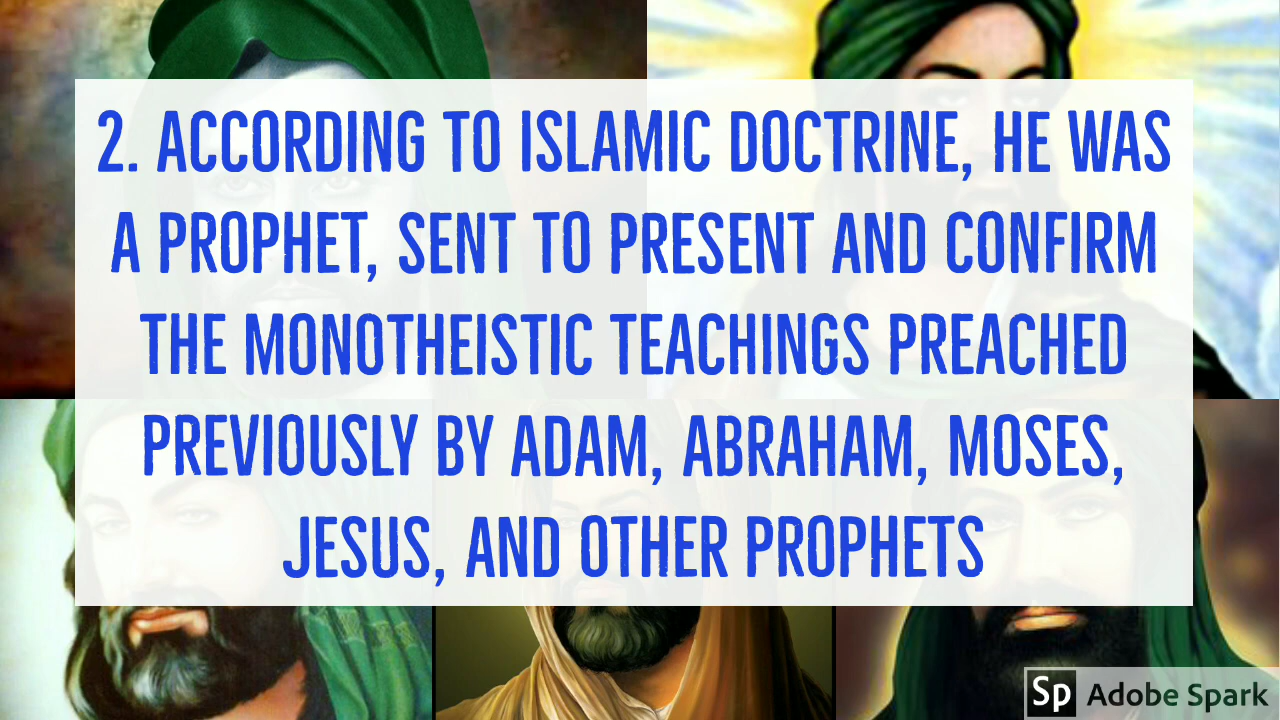 2. ACCORDING TO ISLAMIC DOCTRINE, HE WAS
A PROPHET, SENT TO PRESENT AND CONFIRM
THE MONOTHEISTIC TEACHINGS PREACHED
PREVIOUSLY BY ADAM, ABRAHAM, MOSES,
JESUS, AND OTHER PROPHETS
Sp Adobe Spark